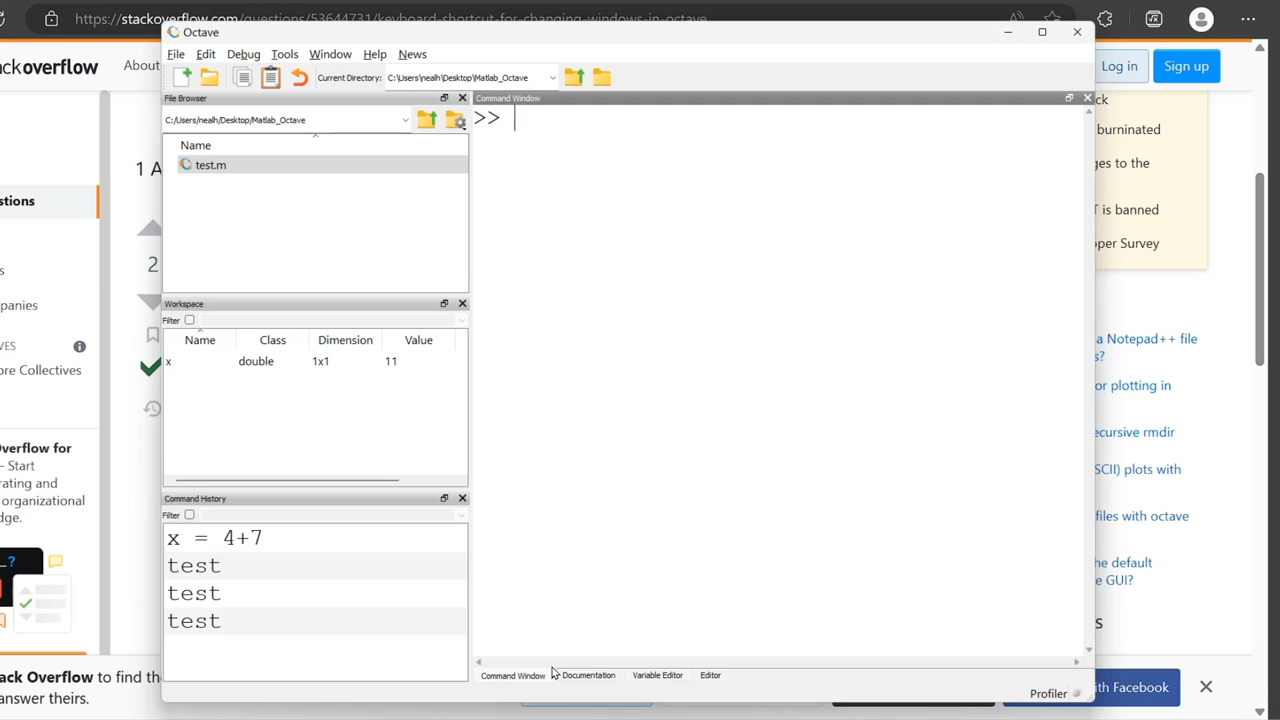 https://stackoverflow.com/questions/53644731/keyboard-shortcut-for-changing-windows-in-octave
ck overflow
About
Log in
Sign up
Octave
File Edit Debug Tools Window Help News
Current Directory: C:\Users\nealh\Desktop\Matlab_Octave
File Browser
C:/Users/nealh/Desktop/Matlab_Octave
Name
test.m
Workspace
Filter
Name Class Dimension Value
x double 1x1 11
Command History
Filter
x = 4+7
test
test
test
Command Window
>>
Command Window Documentation Variable Editor Editor
Profiler
1 A
stions
2
s
panies
VES
ore Collectives
verflow for
- Start
rating and
organizational
dge.
..?
ack Overflow to find th
answer theirs.
ck
burninated
ges to the
T is banned
oper Survey
a Notepad++ file
s?
or plotting in
ecursive rmdir
SCII) plots with
files with octave
he default
e GUI?
s
ith Facebook